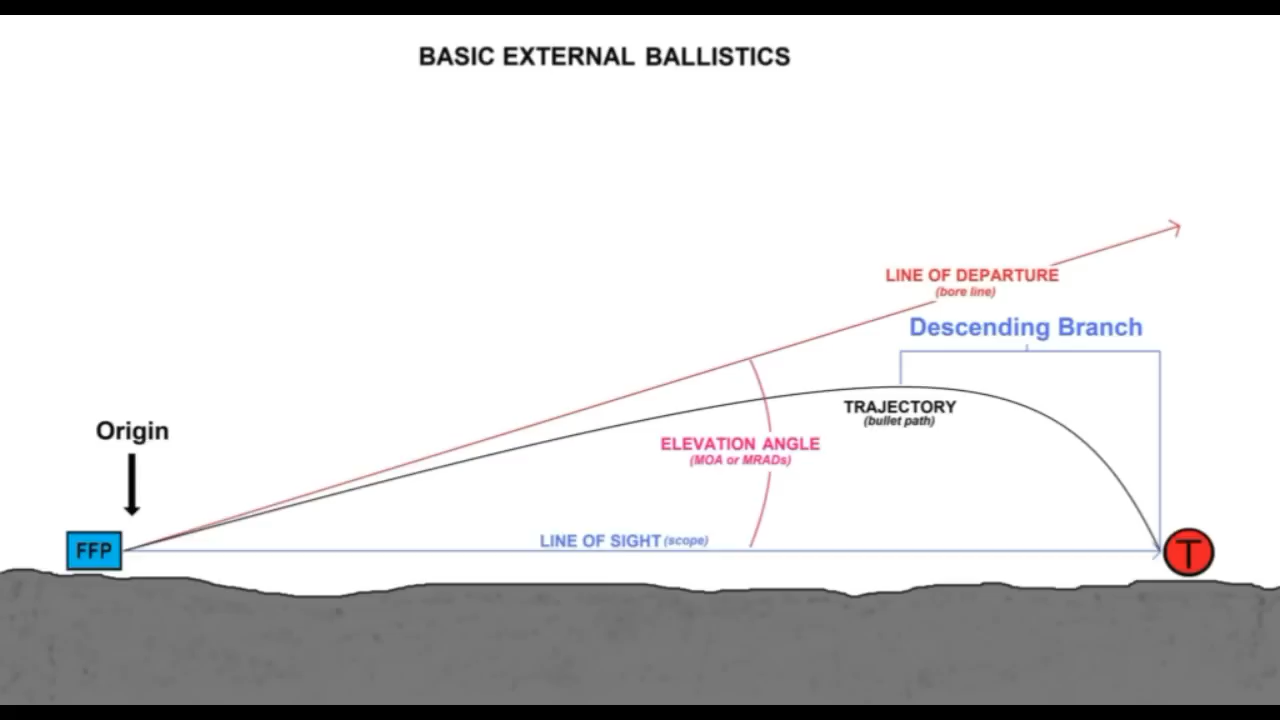 BASIC EXTERNAL BALLISTICS
LINE OF DEPARTURE
(bore line)
Descending Branch
TRAJECTORY
(bullet path)
Origin
ELEVATION ANGLE
(MOA or MRADs)
LINE OF SIGHT (scope)
FFP
T